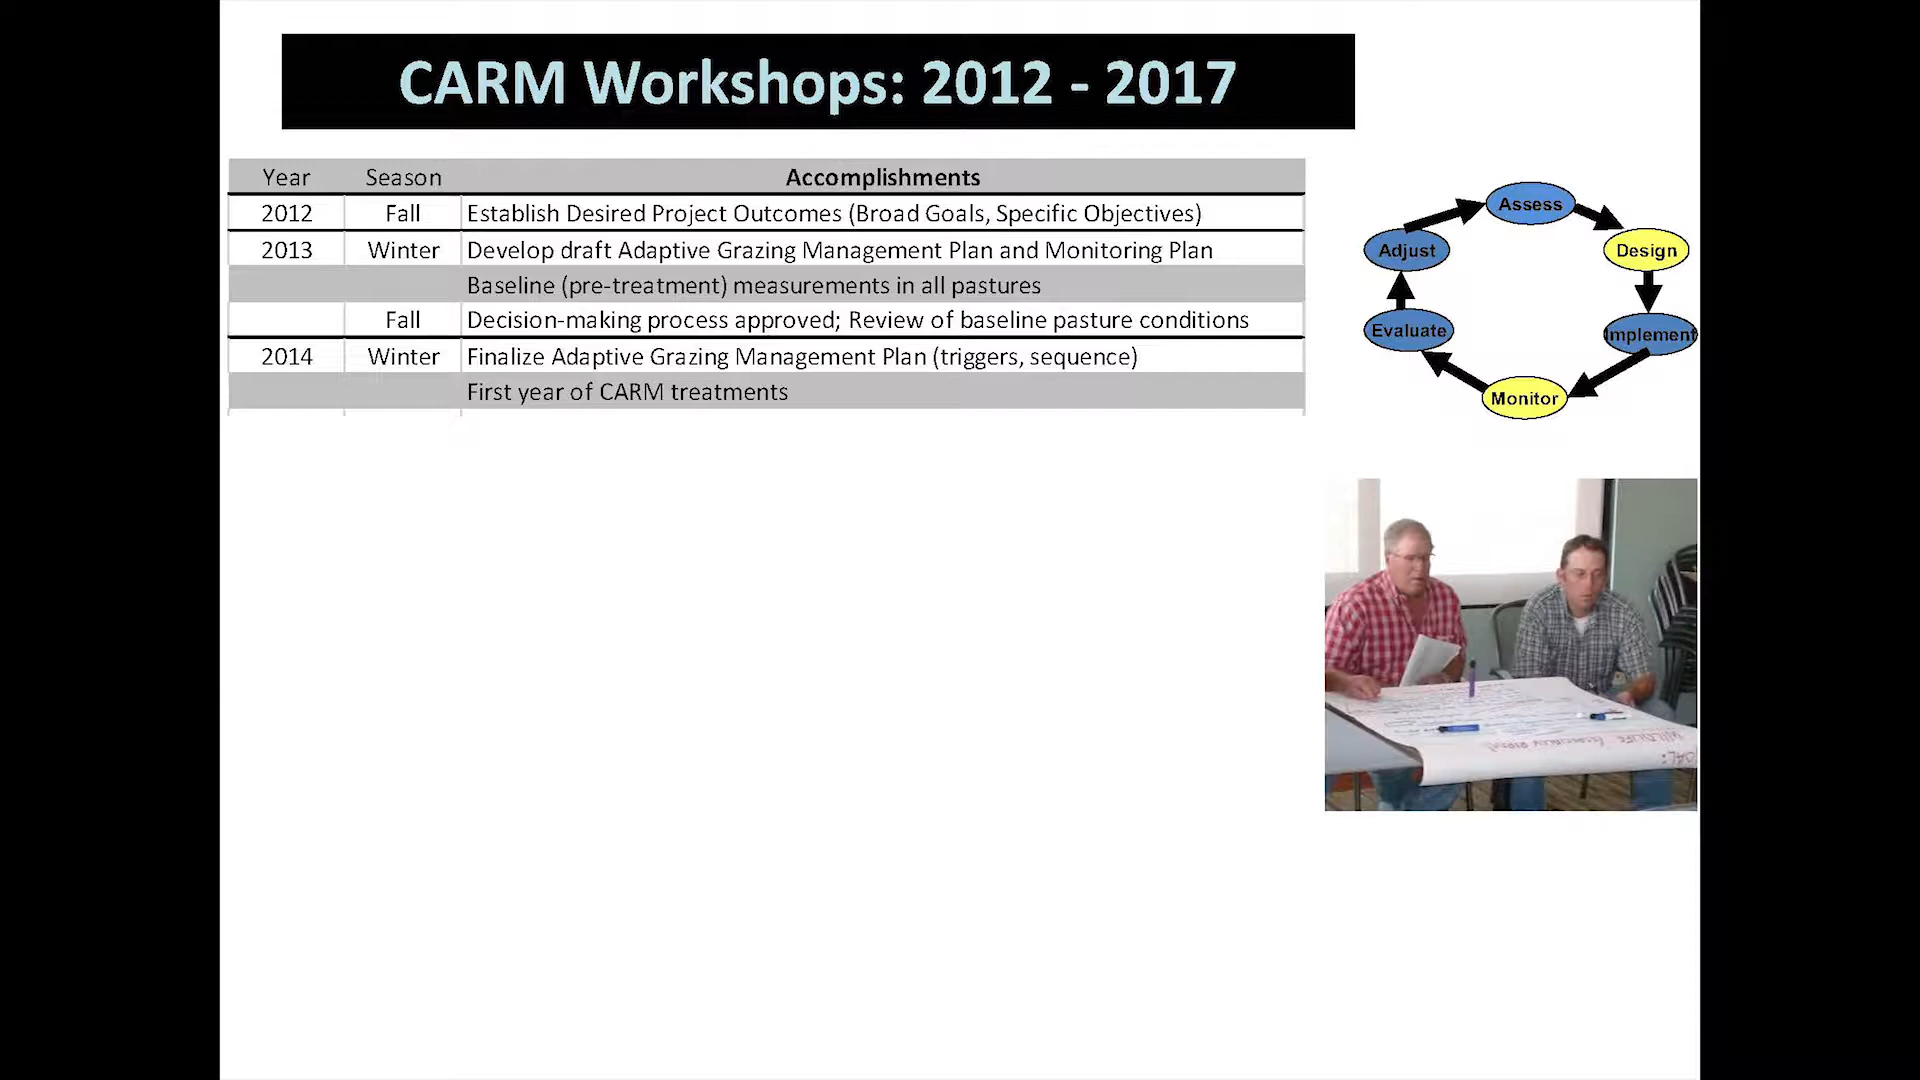 CARM Workshops: 2012 - 2017
Year Season Accomplishments
2012 Fall Establish Desired Project Outcomes (Broad Goals, Specific Objectives)
2013 Winter Develop draft Adaptive Grazing Management Plan and Monitoring Plan
Baseline (pre-treatment) measurements in all pastures
Fall Decision-making process approved; Review of baseline pasture conditions
2014 Winter Finalize Adaptive Grazing Management Plan (triggers, sequence)
First year of CARM treatments
Assess
Design
Implement
Monitor
Evaluate
Adjust
WILDLIFE